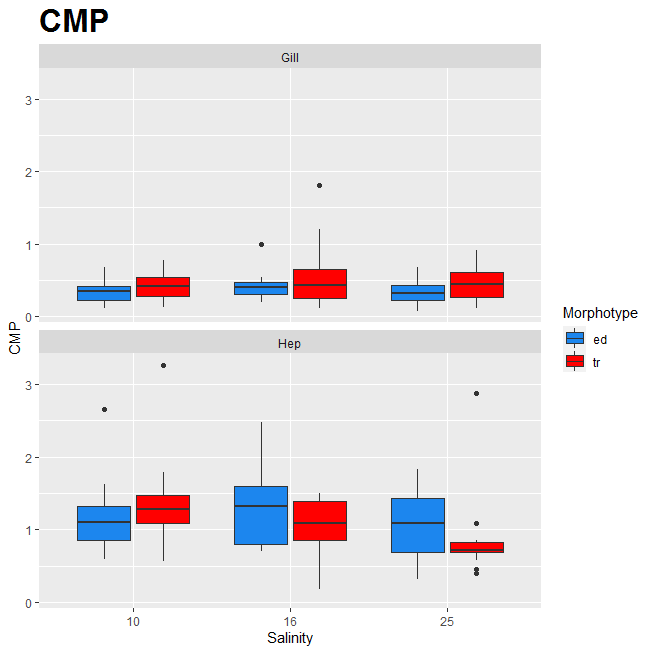 CMP
Gill
3
2
1
0
Hep
3
2
1
0
10 16 25
Salinity
CMP
Morphotype
ed
tr